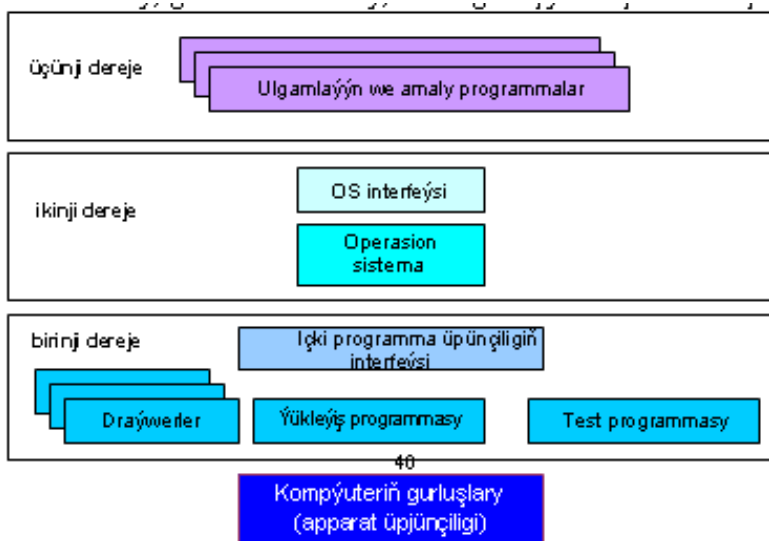 üçünji dereje
Ulgamlaýyn we amaly programmalar
OS interfeýsi
ikinji dereje
Operasion
sistema
birinji dereje
Içki programma üpünçiligiň
interfeýsi
Draýwerler
Ýükleýiş programmasy
Test programmasy
40
Kompýuteriň gurluşlary
(apparat üpjünçiligi)